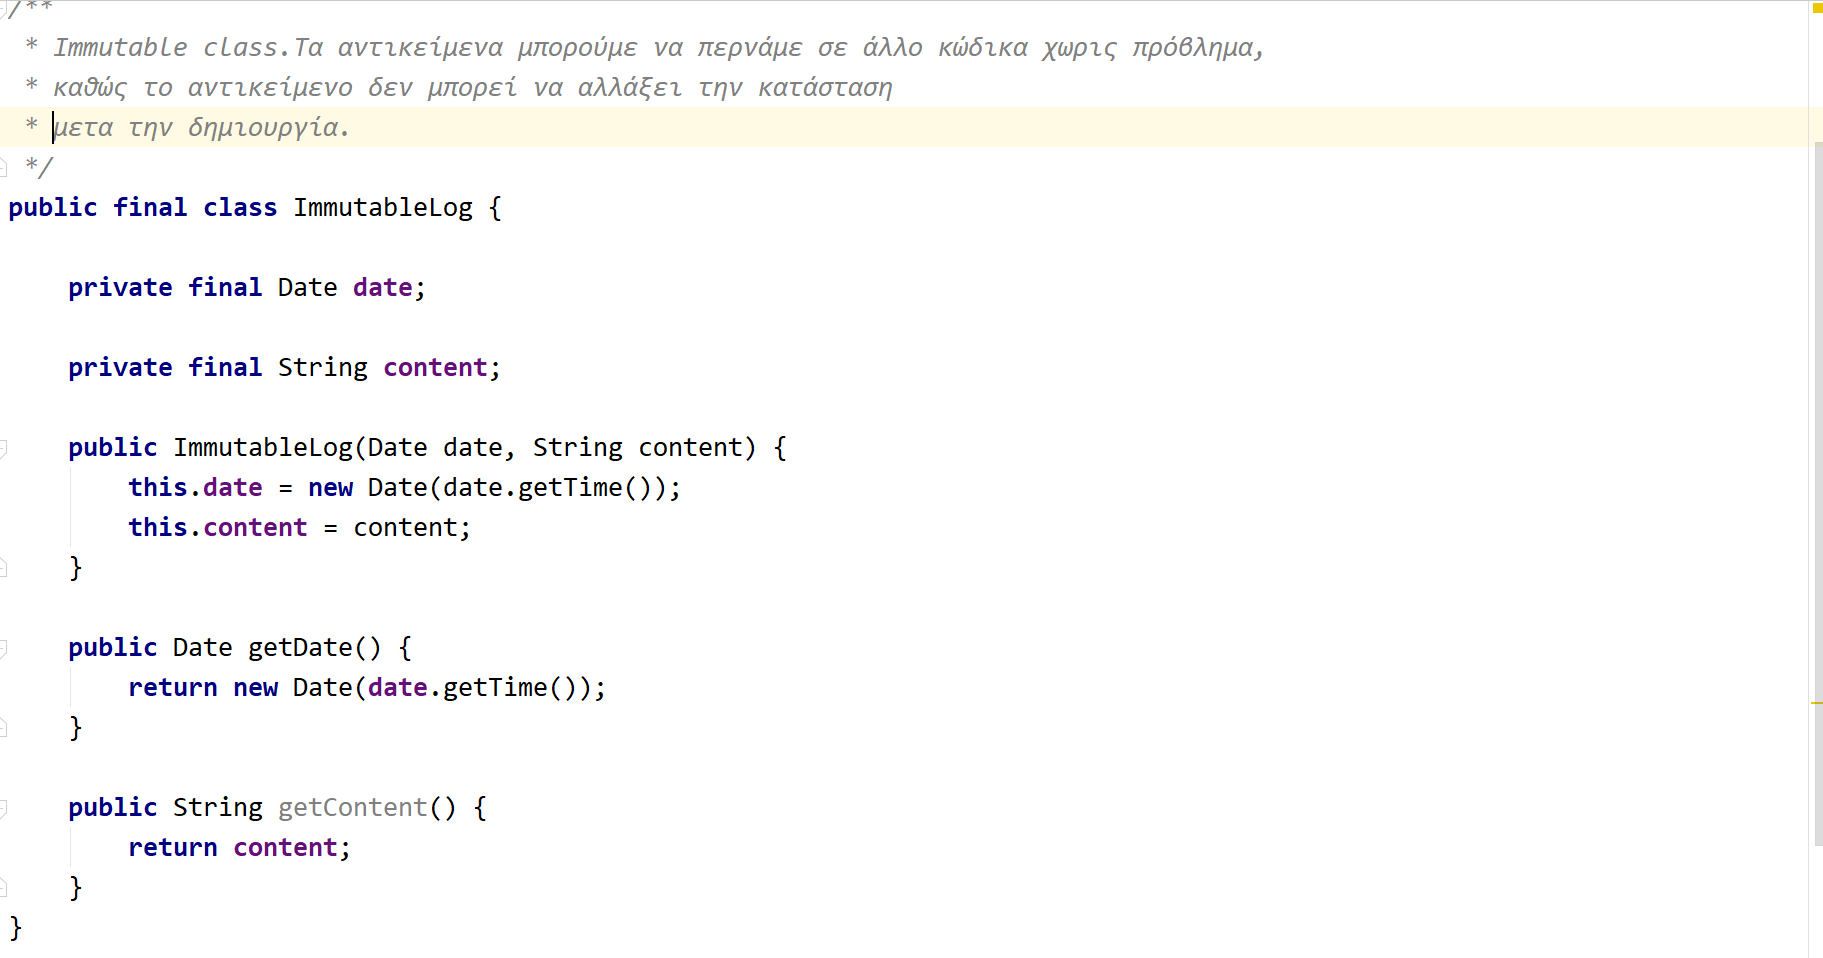 /**
* Immutable class.Τα αντικείμενα μπορούμε να περνάμε σε άλλο κώδικα χωρις πρόβλημα,
* καθώς το αντικείμενο δεν μπορεί να αλλάξει την κατάσταση
* μετα την δημιουργία.
*/
public final class ImmutableLog {
private final Date date;
private final String content;
public ImmutableLog(Date date, String content) {
this.date = new Date(date.getTime());
this.content = content;
}
public Date getDate() {
return new Date(date.getTime());
}
public String getContent() {
return content;
}
}